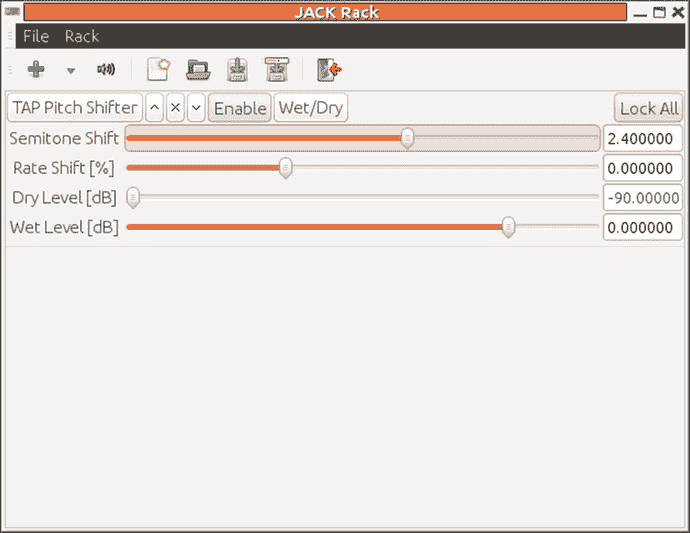 JACK Rack
File Rack
TAP Pitch Shifter Enable Wet/Dry Lock All
Semitone Shift 2.400000
Rate Shift [%] 0.000000
Dry Level [dB] -90.00000
Wet Level [dB] 0.000000